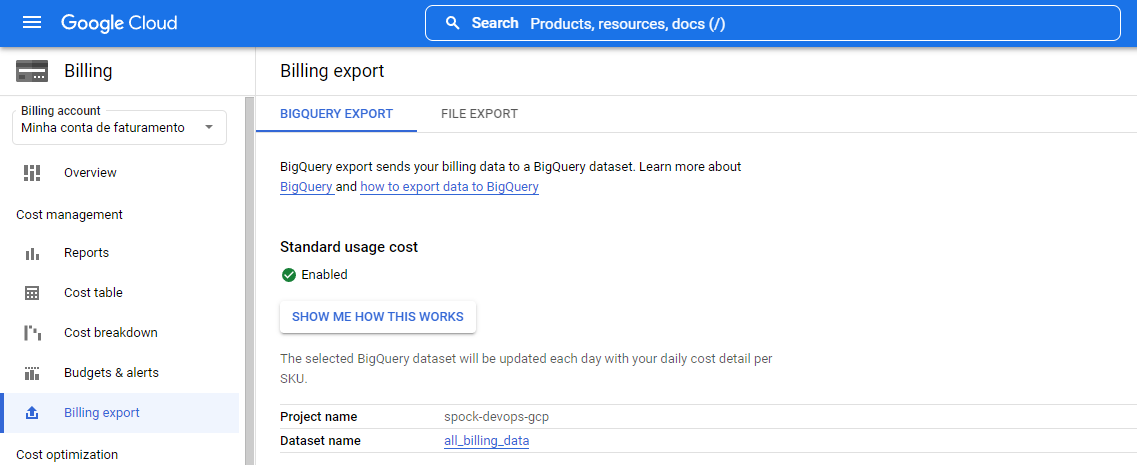 Google Cloud
Search Products, resources, docs (/)
Billing
Billing account
Minha conta de faturamento
Overview
Cost management
Reports
Cost table
Cost breakdown
Budgets & alerts
Billing export
Cost optimization
Billing export
BIGQUERY EXPORT FILE EXPORT
BigQuery export sends your billing data to a BigQuery dataset. Learn more about
BigQuery and how to export data to BigQuery
Standard usage cost
Enabled
SHOW ME HOW THIS WORKS
The selected BigQuery dataset will be updated each day with your daily cost detail per
SKU.
Project name spock-devops-gcp
Dataset name all_billing_data